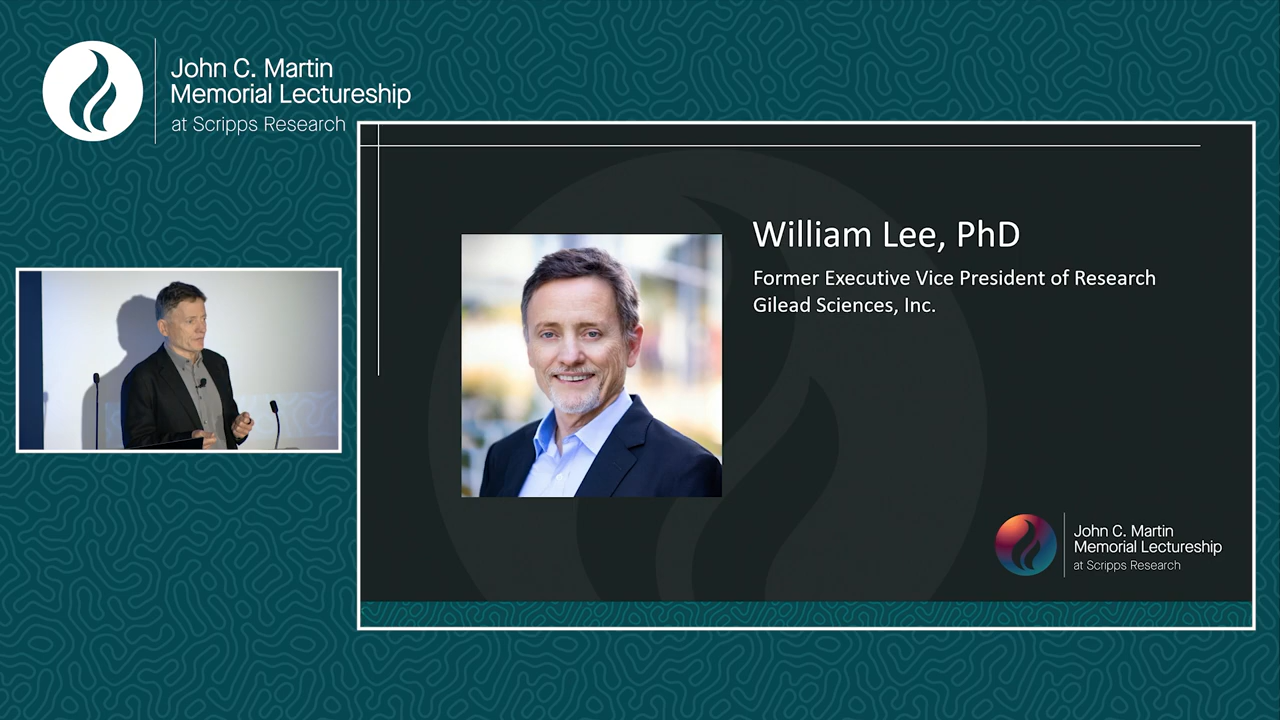 John C. Martin
Memorial Lectureship
at Scripps Research
William Lee, PhD
Former Executive Vice President of Research
Gilead Sciences, Inc.
John C. Martin
Memorial Lectureship
at Scripps Research